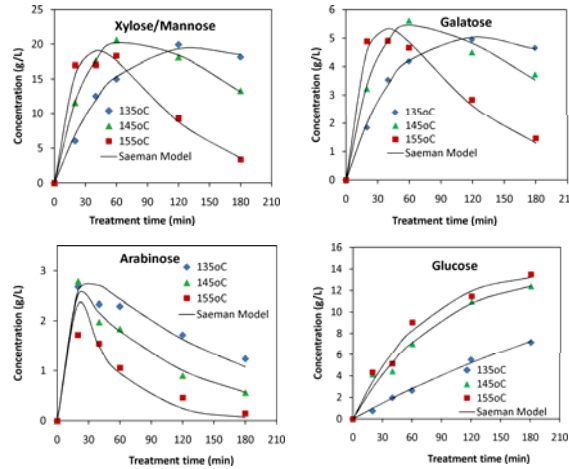 Xylose/Mannose
Concentration (g/L)
25
20
15
10
5
0
135oC
145oC
155oC
Saeman Model
0 30 60 90 120 150 180 210
Treatment time (min)
Galatose
Concentration (g/L)
6
5
4
3
2
1
0
135oC
145oC
155oC
Saeman Model
0 30 60 90 120 150 180 210
Treatment time (min)
Arabinose
Concentration (g/L)
3
2
1
0
135oC
145oC
155oC
Saeman Model
0 30 60 90 120 150 180 210
Treatment time (min)
Glucose
Concentration (g/L)
16
14
12
10
8
6
4
2
0
135oC
145oC
155oC
Saeman Model
0 30 60 90 120 150 180 210
Treatment time (min)